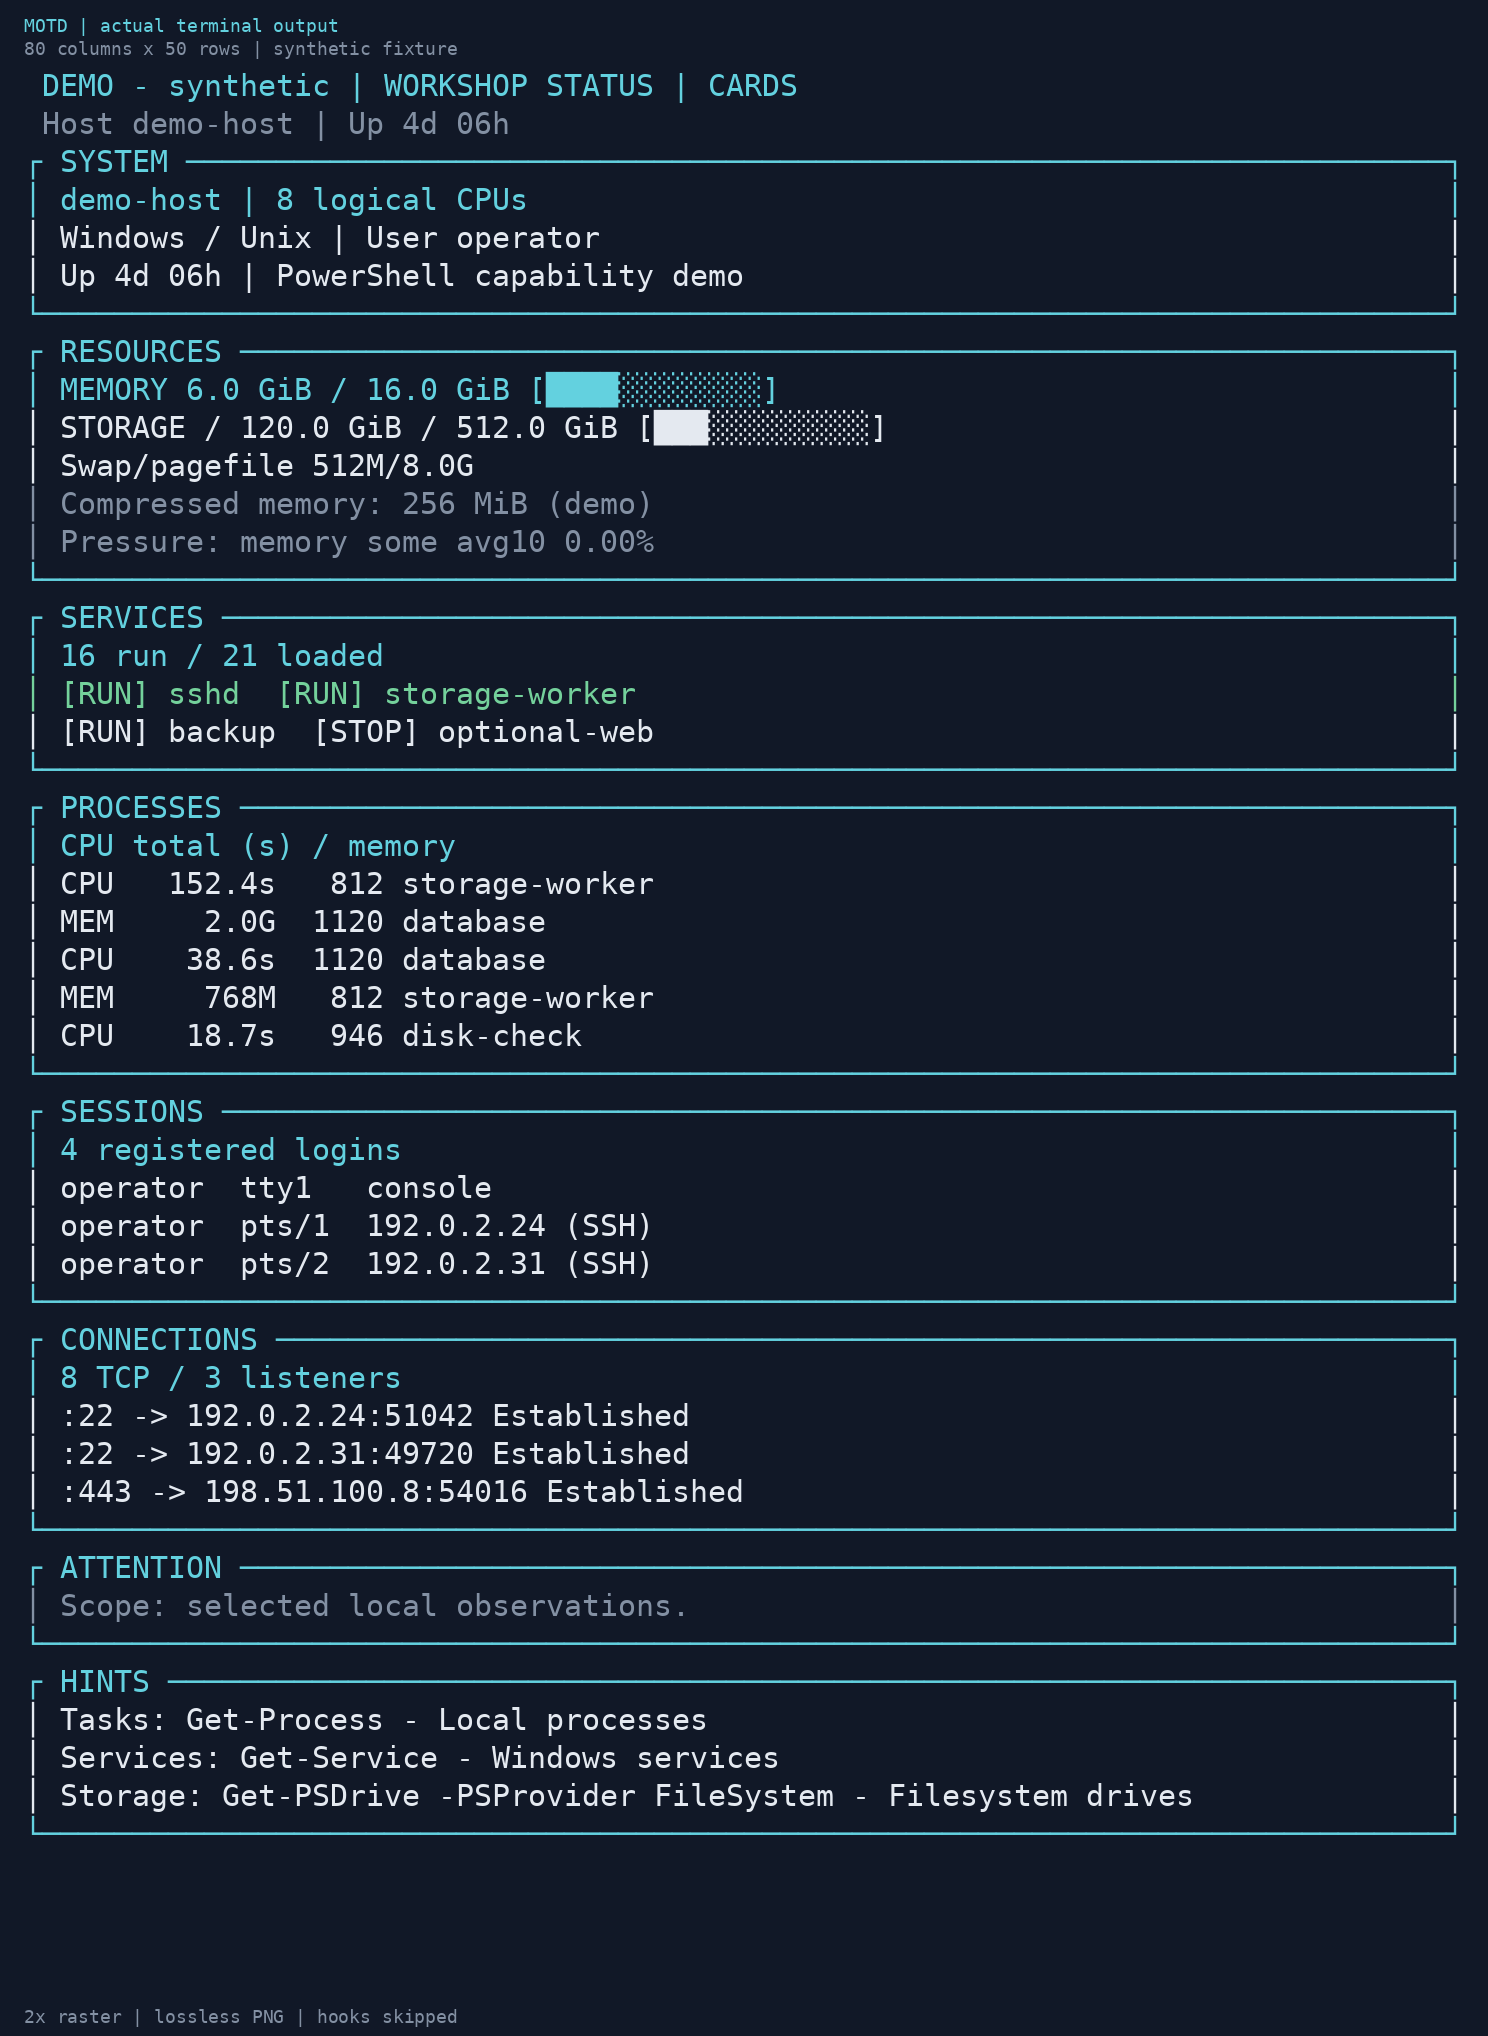 MOTD | actual terminal output
80 columns x 50 rows | synthetic fixture
DEMO - synthetic | WORKSHOP STATUS | CARDS
Host demo-host | Up 4d 06h
SYSTEM
demo-host | 8 logical CPUs
Windows / Unix | User operator
Up 4d 06h | PowerShell capability demo
RESOURCES
MEMORY 6.0 GiB / 16.0 GiB [████░░░░░░░░]
STORAGE / 120.0 GiB / 512.0 GiB [███░░░░░░░░░]
Swap/pagefile 512M/8.0G
Compressed memory: 256 MiB (demo)
Pressure: memory some avg10 0.00%
SERVICES
16 run / 21 loaded
[RUN] sshd  [RUN] storage-worker
[RUN] backup  [STOP] optional-web
PROCESSES
CPU total (s) / memory
CPU   152.4s   812 storage-worker
MEM     2.0G  1120 database
CPU    38.6s  1120 database
MEM     768M   812 storage-worker
CPU    18.7s   946 disk-check
SESSIONS
4 registered logins
operator  tty1   console
operator  pts/1  192.0.2.24 (SSH)
operator  pts/2  192.0.2.31 (SSH)
CONNECTIONS
8 TCP / 3 listeners
:22 -> 192.0.2.24:51042 Established
:22 -> 192.0.2.31:49720 Established
:443 -> 198.51.100.8:54016 Established
ATTENTION
Scope: selected local observations.
HINTS
Tasks: Get-Process - Local processes
Services: Get-Service - Windows services
Storage: Get-PSDrive -PSProvider FileSystem - Filesystem drives
2x raster | lossless PNG | hooks skipped